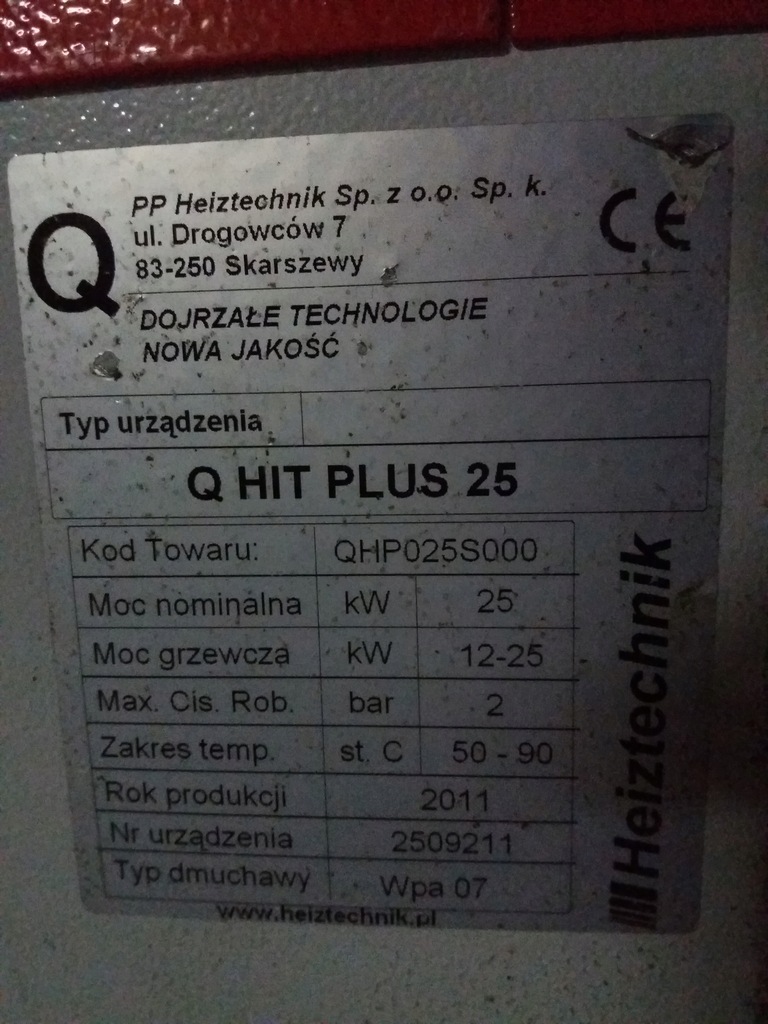 Q
PP Heiztechnik Sp. z o.o. Sp. k.
ul. Drogowców 7
83-250 Skarszewy
CE
DOJRZAŁE TECHNOLOGIE
NOWA JAKOŚĆ
Typ urządzenia
Q HIT PLUS 25
Kod Towaru: QHP025S000
Moc nominalna kW 25
Moc grzewcza kW 12-25
Max. Cis. Rob. bar 2
Zakres temp. st. C 50 - 90
Rok produkcji 2011
Nr urządzenia 2509211
Typ dmuchawy Wpa 07
www.heiztechnik.pl
Heiztechnik